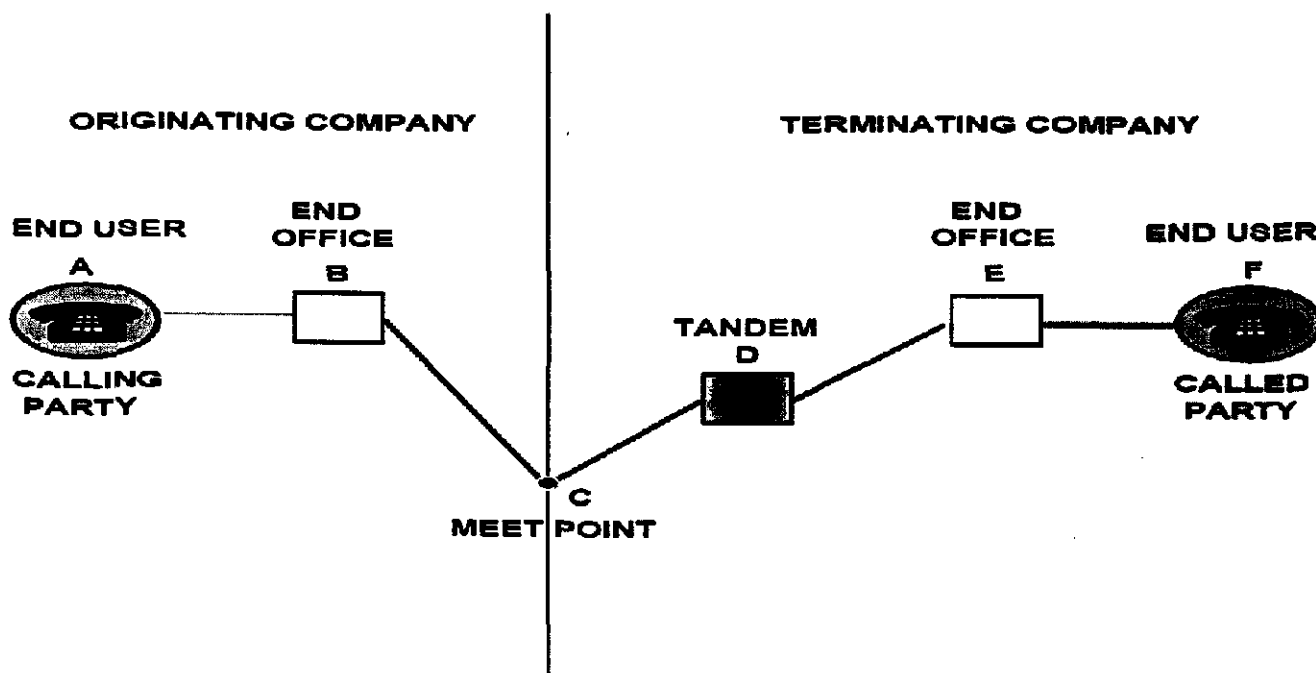 ORIGINATING COMPANY
TERMINATING COMPANY
END USER
A
CALLING
PARTY
END
OFFICE
B
C
MEET POINT
TANDEM
D
END
OFFICE
E
END USER
F
CALLED
PARTY